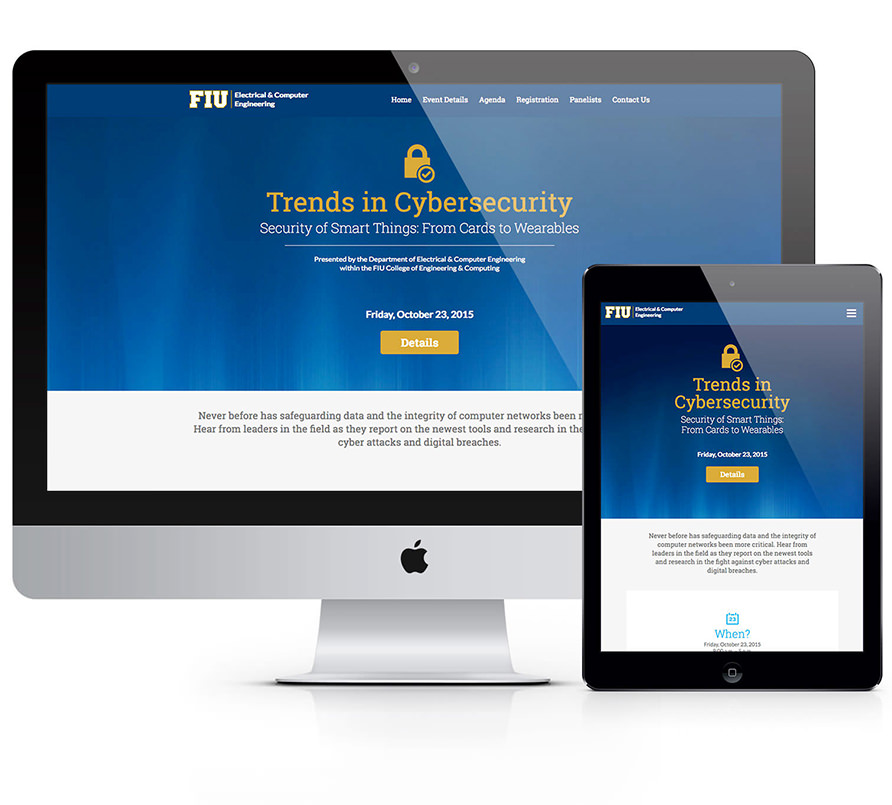 FIU Electrical & Computer
Engineering
Home Event Details Agenda Registration Panelists Contact Us
Trends in Cybersecurity
Security of Smart Things: From Cards to Wearables
Presented by the Department of Electrical & Computer Engineering
within the FIU College of Engineering & Computing
Friday, October 23, 2015
Details
Never before has safeguarding data and the integrity of computer networks been
Hear from leaders in the field as they report on the newest tools and research in the
cyber attacks and digital breaches.
FIU Electrical & Computer
Engineering
Trends in
Cybersecurity
Security of Smart Things:
From Cards to Wearables
Friday, October 23, 2015
Details
Never before has safeguarding data and the integrity of
computer networks been more critical. Hear from
leaders in the field as they report on the newest tools
and research in the fight against cyber attacks and
digital breaches.
23
When?
Friday, October 23, 2015